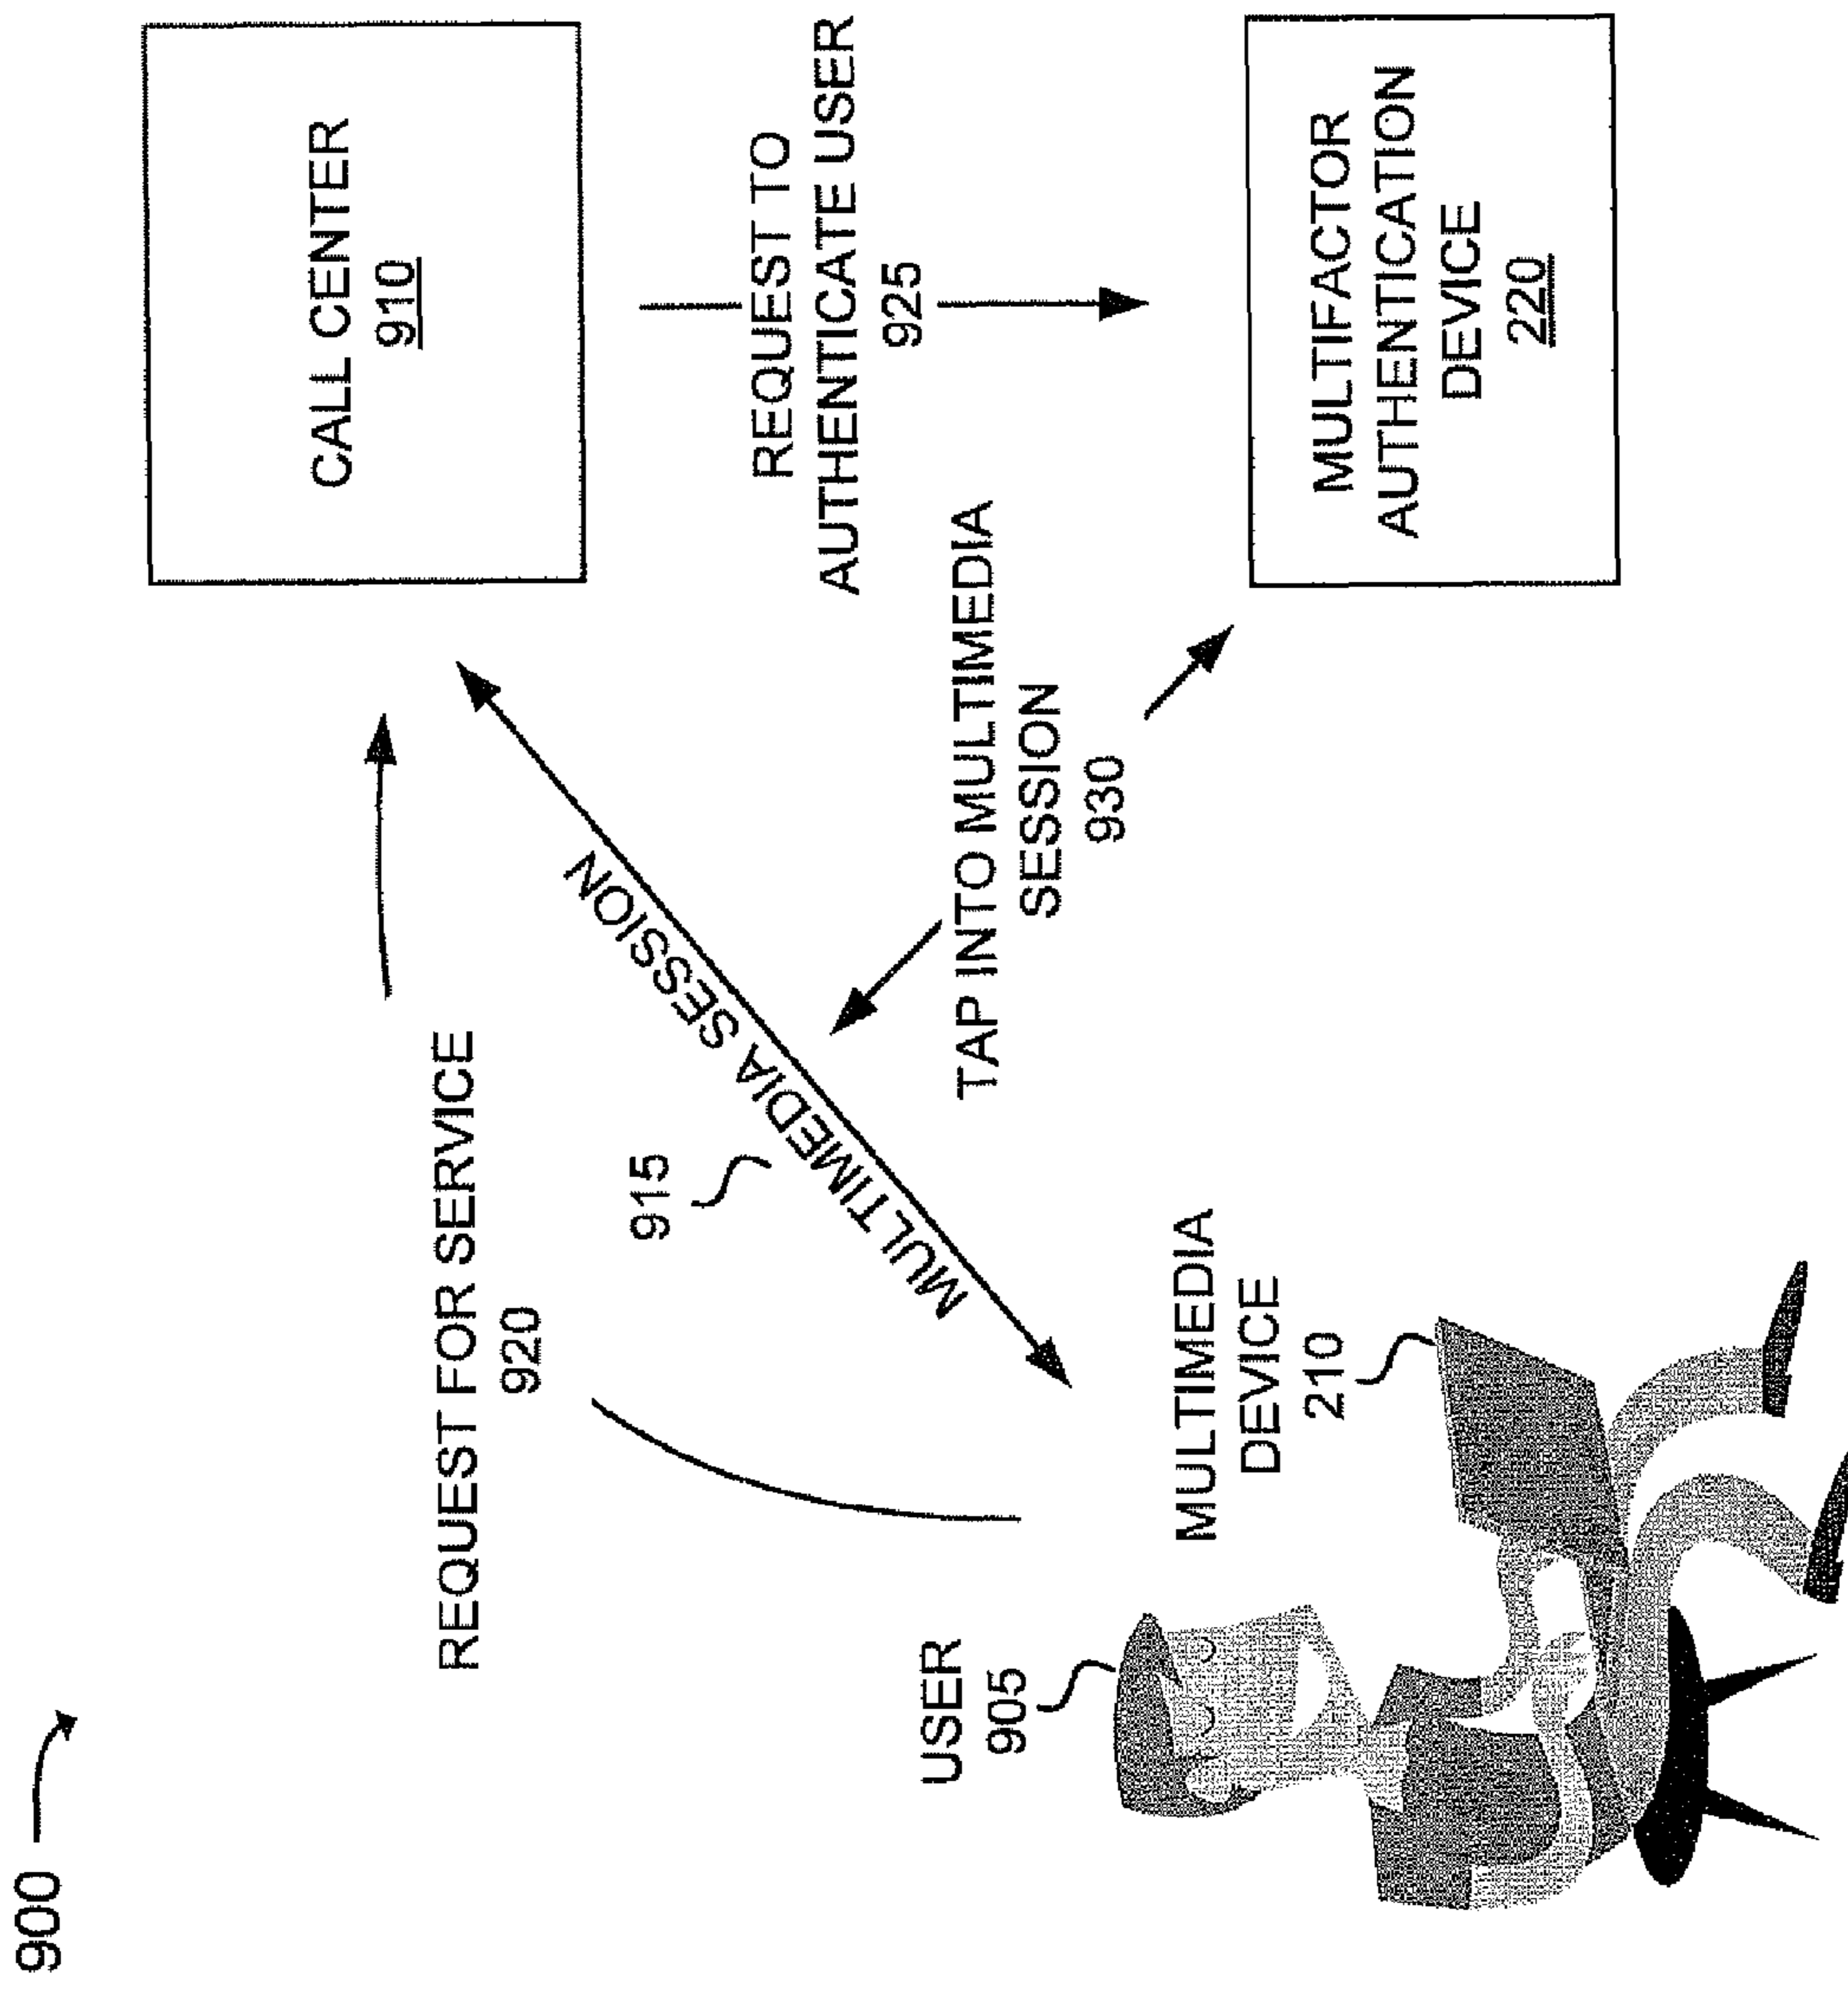 900
REQUEST FOR SERVICE
920
CALL CENTER
910
915
MULTIMEDIA SESSION
REQUEST TO
AUTHENTICATE USER
925
USER
905
TAP INTO MULTIMEDIA
SESSION
930
MULTIMEDIA
DEVICE
210
MULTIFACTOR
AUTHENTICATION
DEVICE
220